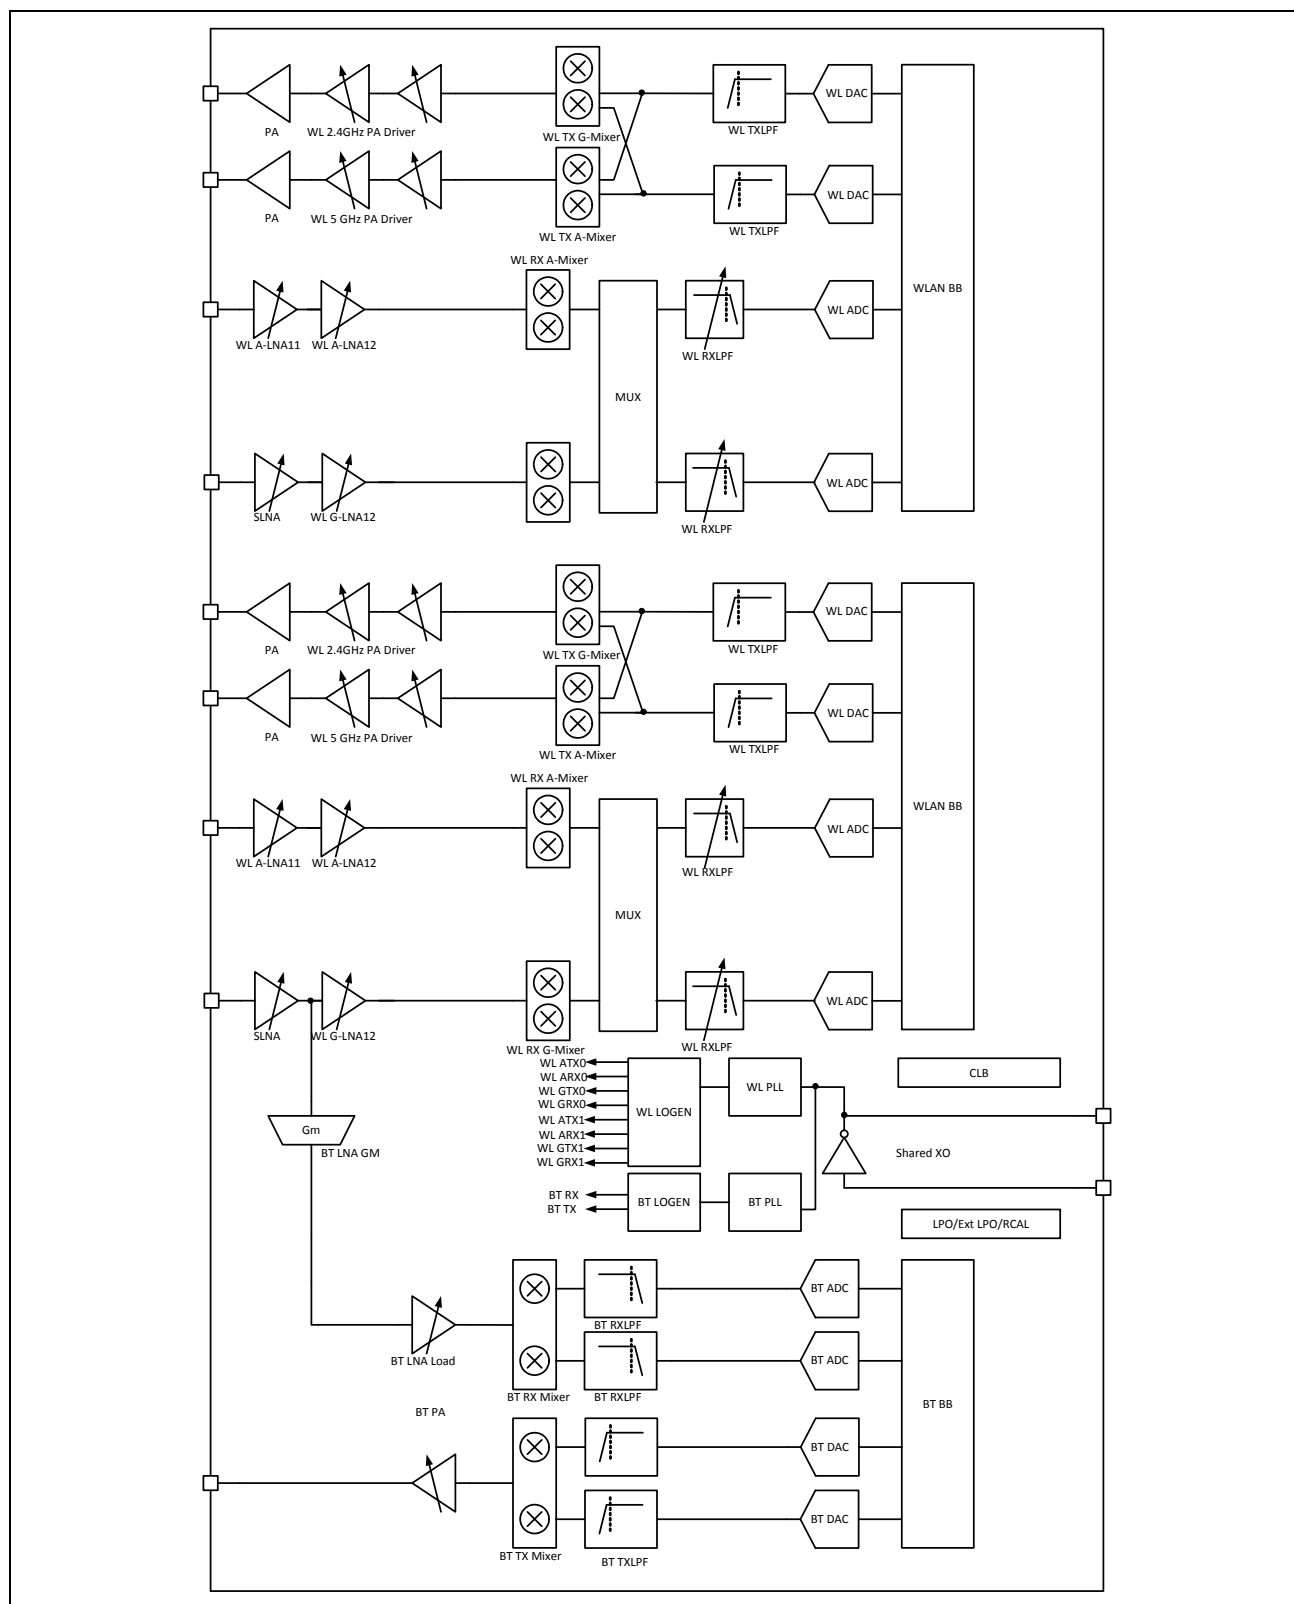 WL DAC
PA
WL 2.4GHz PA Driver
WL TX G-Mixer
WL TXLPF
WL DAC
PA
WL 5 GHz PA Driver
WL TX A-Mixer
WL TXLPF
WL RX A-Mixer
WLAN BB
WL ADC
WL A-LNA11
WL A-LNA12
WL RXLPF
MUX
WL ADC
SLNA
WL G-LNA12
WL RXLPF
WL DAC
PA
WL 2.4GHz PA Driver
WL TX G-Mixer
WL TXLPF
WL DAC
PA
WL 5 GHz PA Driver
WL TX A-Mixer
WL TXLPF
WL RX A-Mixer
WLAN BB
WL ADC
WL A-LNA11
WL A-LNA12
WL RXLPF
MUX
WL ADC
SLNA
WL G-LNA12
WL RX G-Mixer
WL RXLPF
WL ATX0
WL ARX0
WL GTX0
WL GRX0
WL ATX1
WL ARX1
WL GTX1
WL GRX1
WL LOGEN
WL PLL
CLB
Gm
BT LNA GM
Shared XO
BT RX
BT TX
BT LOGEN
BT PLL
LPO/Ext LPO/RCAL
BT ADC
BT RXLPF
BT LNA Load
BT ADC
BT RX Mixer
BT RXLPF
BT PA
BT BB
BT DAC
BT DAC
BT TX Mixer
BT TXLPF